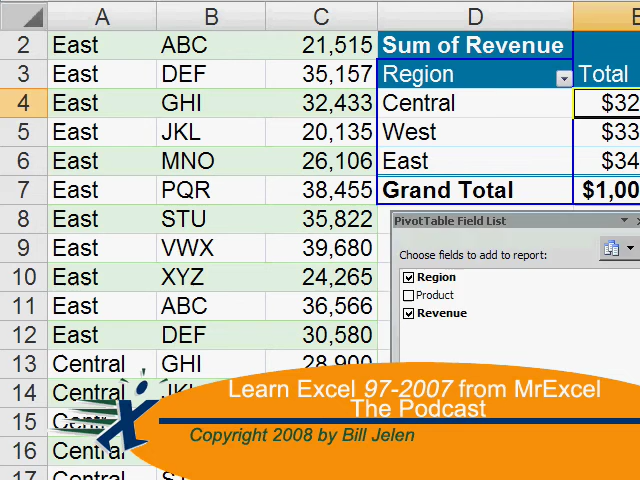 A B C D E
2 East ABC 21,515 Sum of Revenue
3 East DEF 35,157 Region Total
4 East GHI 32,433 Central $32
5 East JKL 20,135 West $33
6 East MNO 26,106 East $34
7 East PQR 38,455 Grand Total $1,00
8 East STU 35,822 PivotTable Field List
9 East VWX 39,680 Choose fields to add to report:
10 East XYZ 24,265 Region
Product
11 East ABC 36,566 Revenue
12 East DEF 30,580
13 Central GHI 28,900
14 Central JKL
15 Central
16 Central
17 Central ST
Learn Excel 97-2007 from MrExcel
The Podcast
Copyright 2008 by Bill Jelen